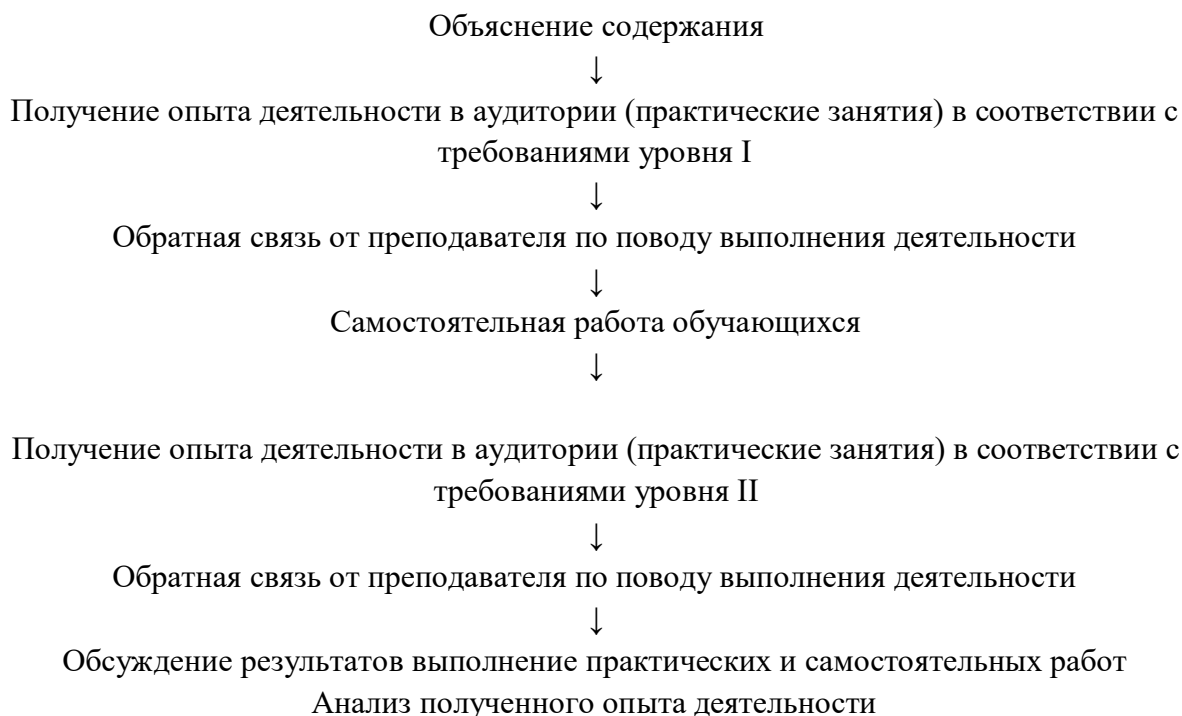 Объяснение содержания
↓
Получение опыта деятельности в аудитории (практические занятия) в соответствии с
требованиями уровня I
↓
Обратная связь от преподавателя по поводу выполнения деятельности
↓
Самостоятельная работа обучающихся
↓
Получение опыта деятельности в аудитории (практические занятия) в соответствии с
требованиями уровня II
↓
Обратная связь от преподавателя по поводу выполнения деятельности
↓
Обсуждение результатов выполнение практических и самостоятельных работ
Анализ полученного опыта деятельности